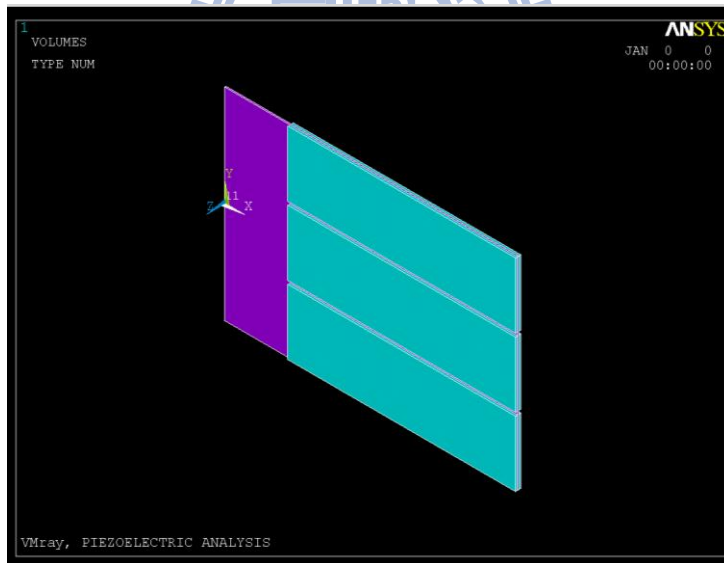 1
VOLUMES
TYPE NUM
ANSYS
JAN 0 0
00:00:00
Y
Z
X
VMray, PIEZOELECTRIC ANALYSIS